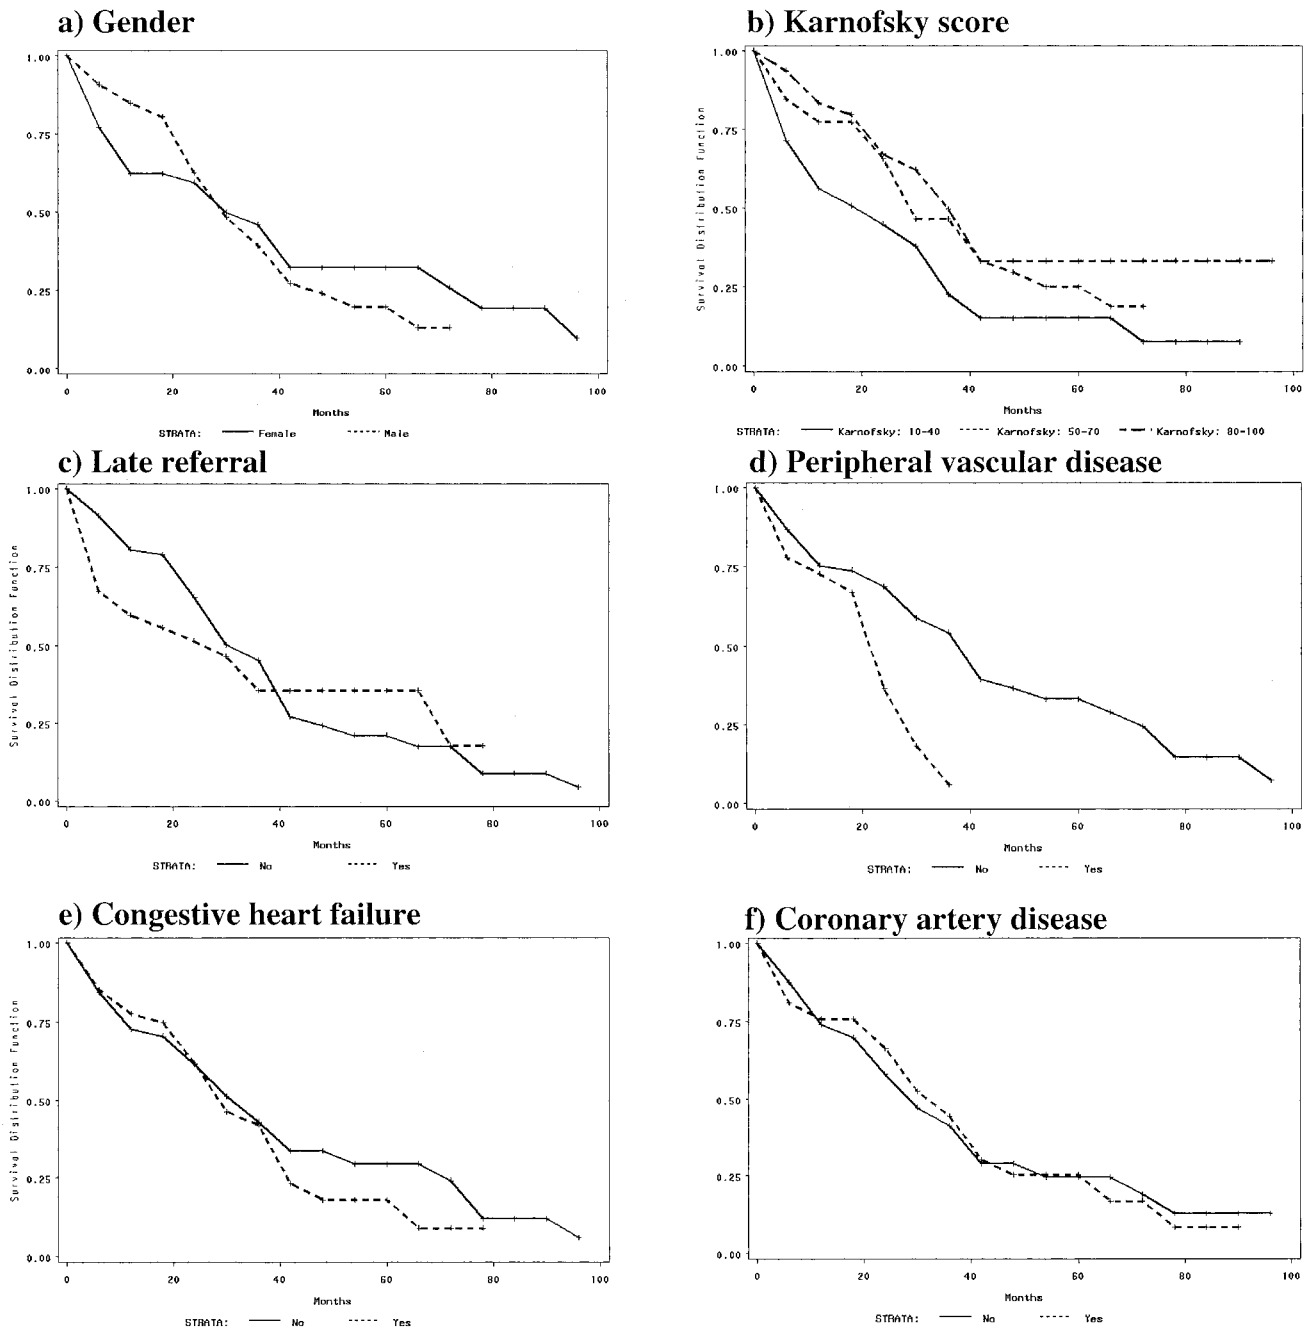 a) Gender
1.00
0.75
0.50
0.25
0.00
0 20 40 60 80 100
Months
STRATA: Female Male
b) Karnofsky score
Survival Distribution Function
1.00
0.75
0.50
0.25
0.00
0 20 40 60 80 100
Months
STRATA: Karnofsky: 10-40 Karnofsky: 50-70 Karnofsky: 80-100
c) Late referral
Survival Distribution Function
1.00
0.75
0.50
0.25
0.00
0 20 40 60 80 100
Months
STRATA: No Yes
d) Peripheral vascular disease
1.00
0.75
0.50
0.25
0.00
0 20 40 60 80 100
Months
STRATA: No Yes
e) Congestive heart failure
Survival Distribution Function
1.00
0.75
0.50
0.25
0.00
0 20 40 60 80 100
Months
STRATA: No Yes
f) Coronary artery disease
1.00
0.75
0.50
0.25
0.00
0 20 40 60 80 100
Months
STRATA: No Yes